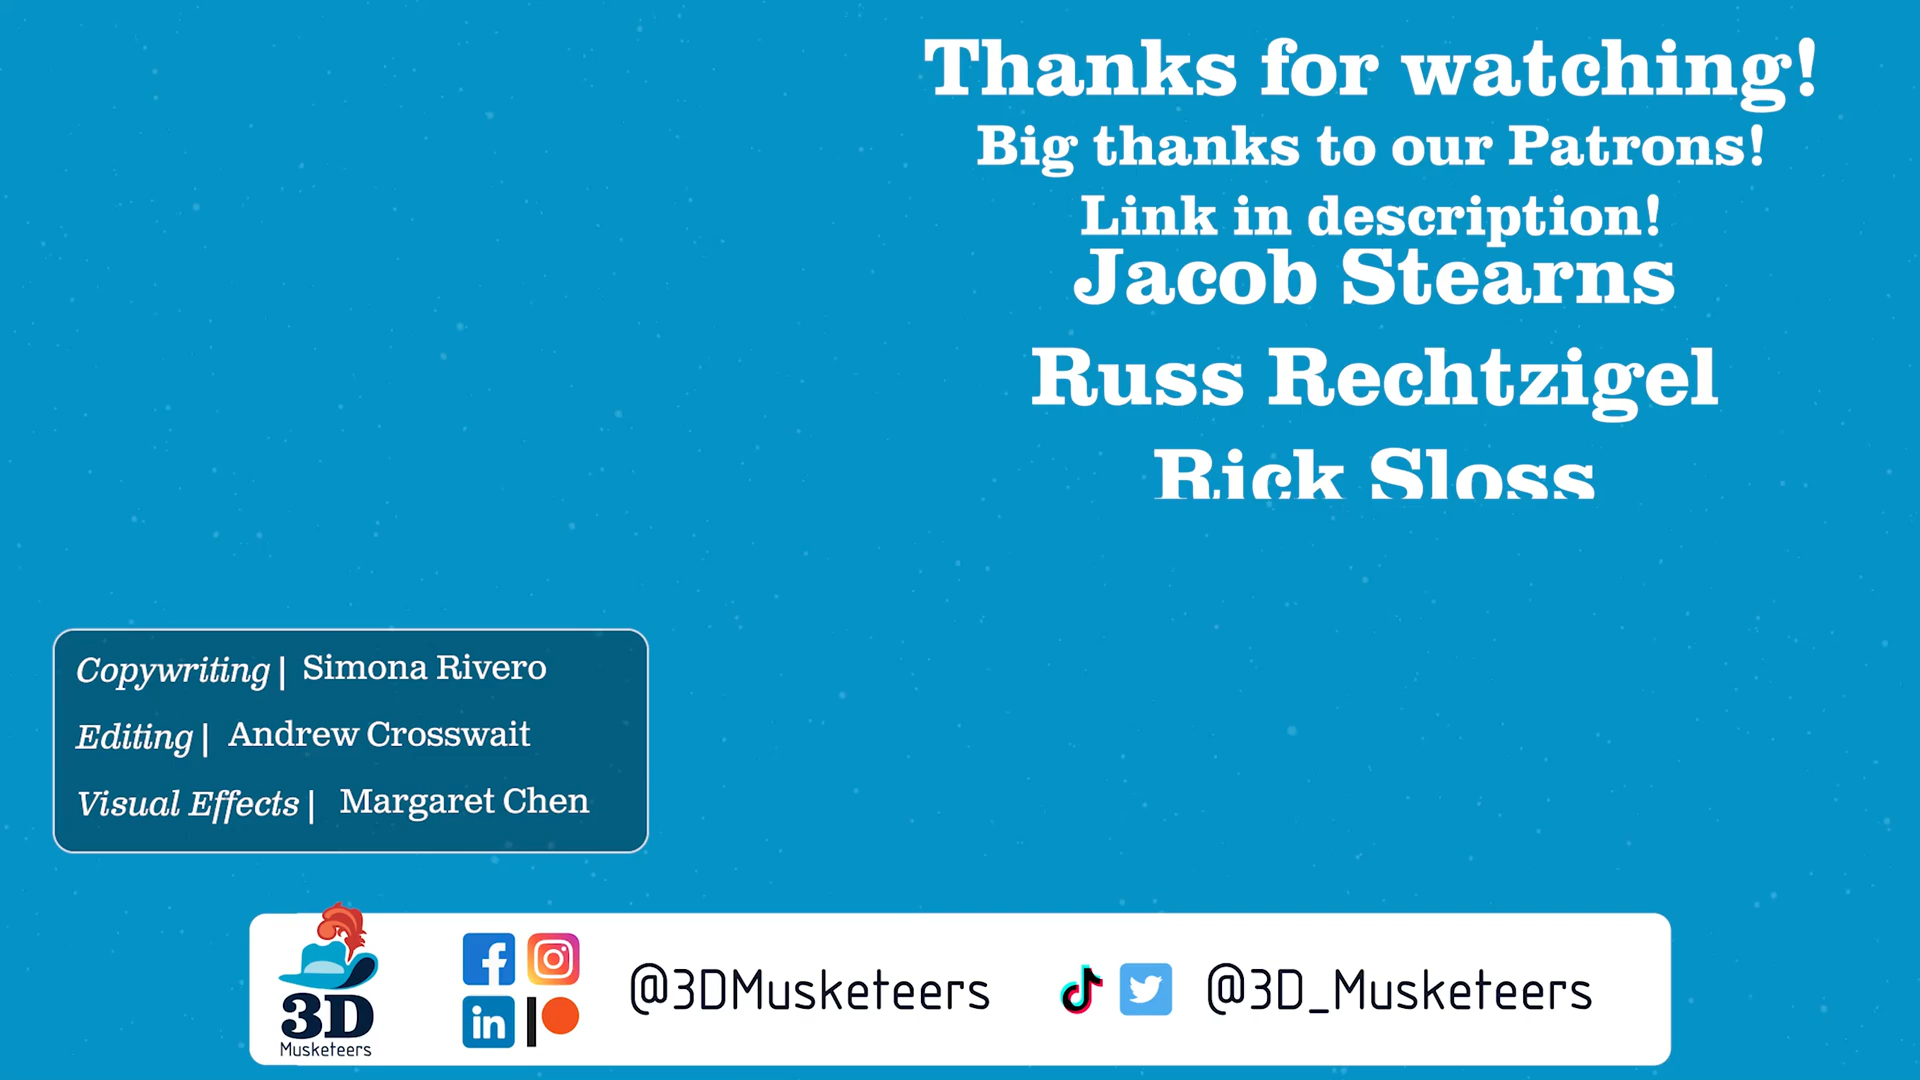 Thanks for watching!
Big thanks to our Patrons!
Link in description!
Jacob Stearns
Russ Rechtzigel
Rick Sloss
Copywriting | Simona Rivero
Editing | Andrew Crosswait
Visual Effects | Margaret Chen
3D
Musketeers
@3DMusketeers
@3D_Musketeers